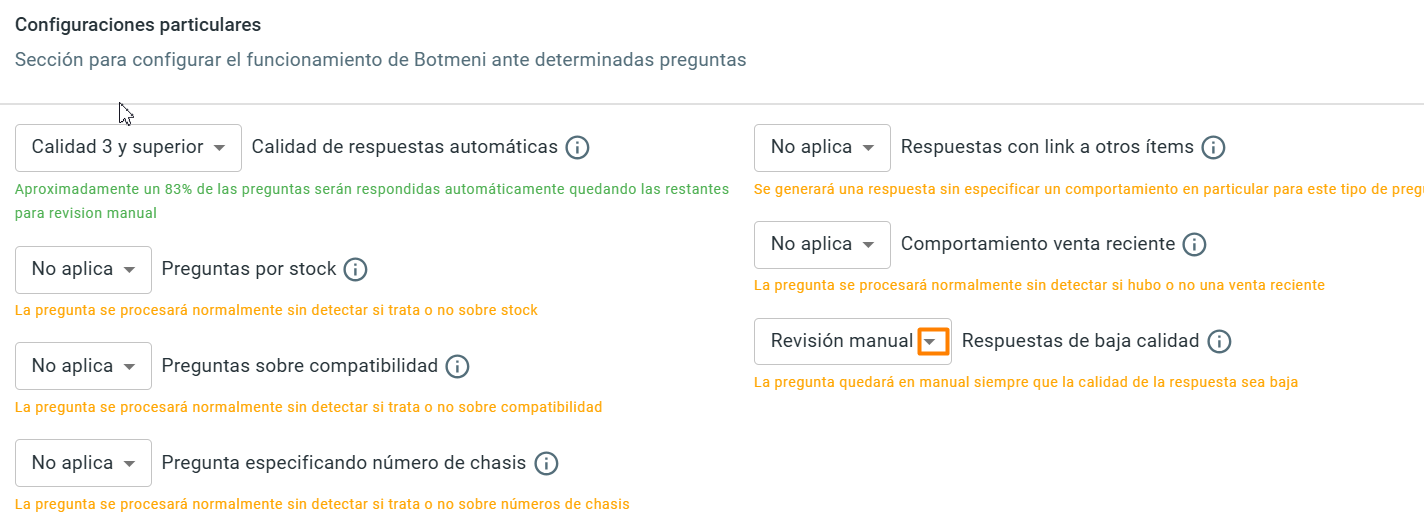 Configuraciones particulares
Sección para configurar el funcionamiento de Botmeni ante determinadas preguntas
Calidad 3 y superior Calidad de respuestas automáticas
Aproximadamente un 83% de las preguntas serán respondidas automáticamente quedando las restantes
para revision manual
No aplica Preguntas por stock
La pregunta se procesará normalmente sin detectar si trata o no sobre stock
No aplica Preguntas sobre compatibilidad
La pregunta se procesará normalmente sin detectar si trata o no sobre compatibilidad
No aplica Pregunta especificando número de chasis
La pregunta se procesará normalmente sin detectar si trata o no sobre números de chasis
No aplica Respuestas con link a otros ítems
Se generará una respuesta sin especificar un comportamiento en particular para este tipo de preg
No aplica Comportamiento venta reciente
La pregunta se procesará normalmente sin detectar si hubo o no una venta reciente
Revisión manual Respuestas de baja calidad
La pregunta quedará en manual siempre que la calidad de la respuesta sea baja